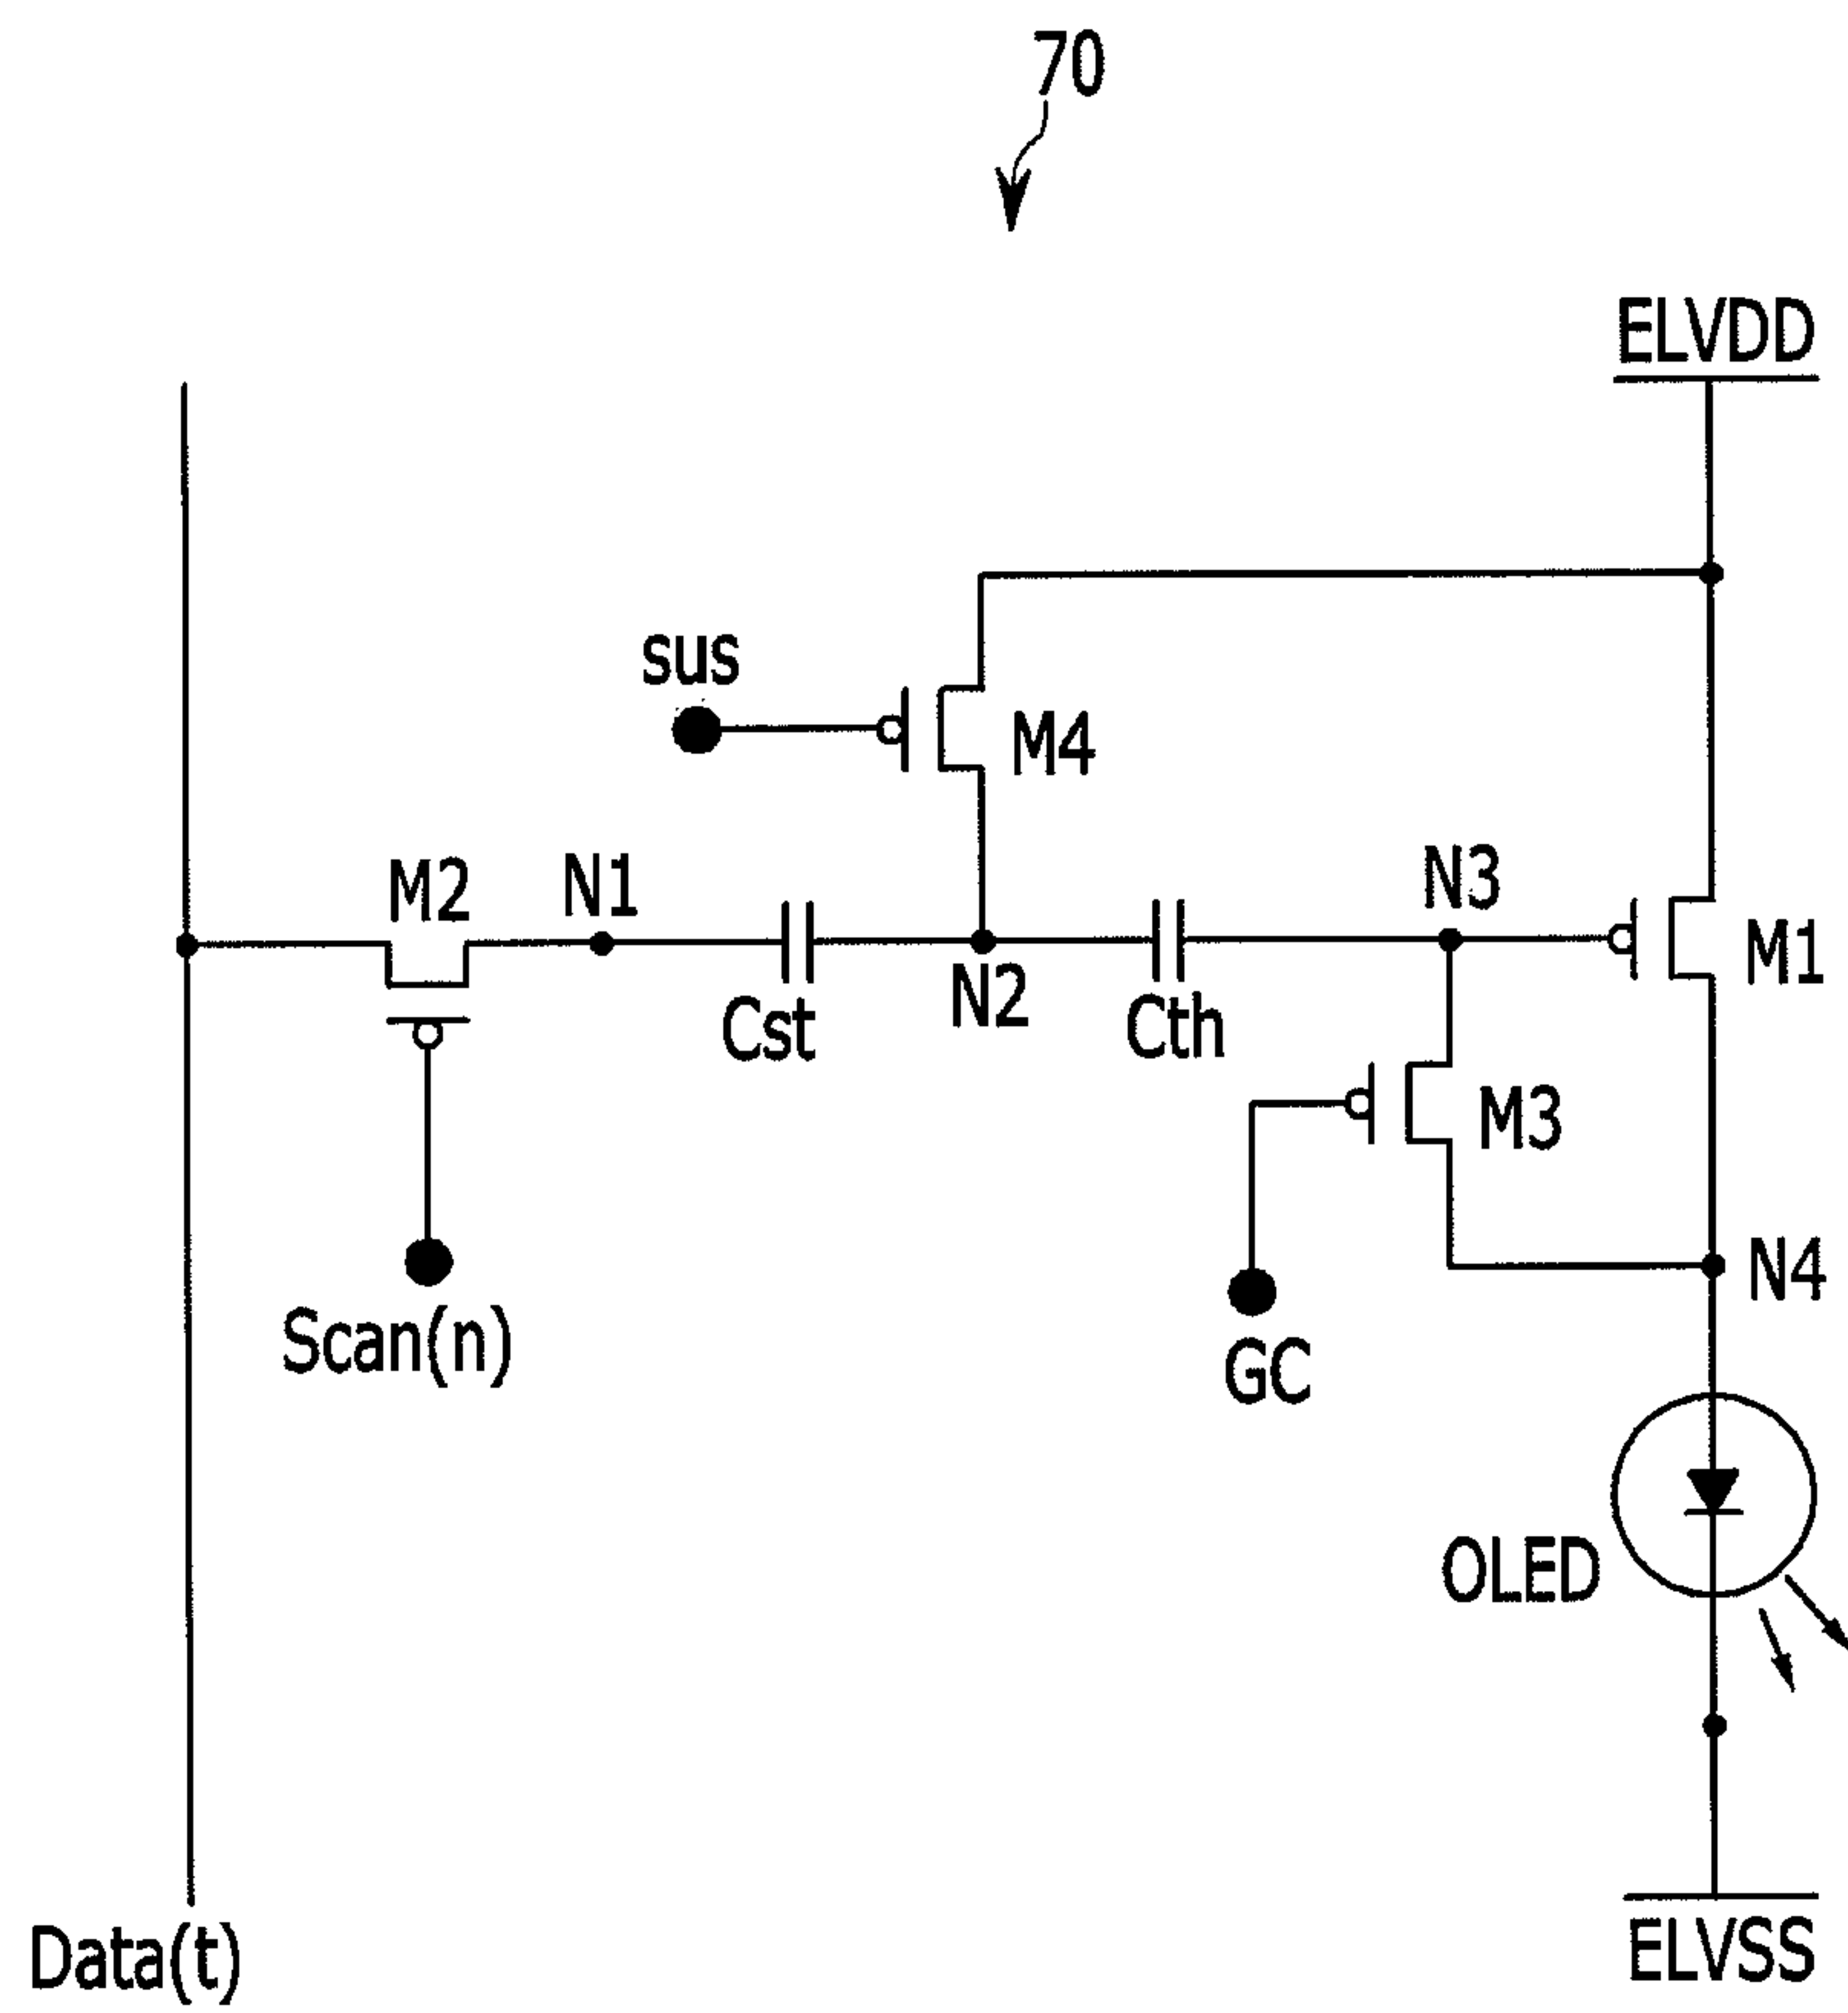 70
ELVDD
sus
M4
M2
N1
N3
M1
N2
Cst
Cth
M3
N4
Scan(n)
GC
OLED
Data(t)
ELVSS